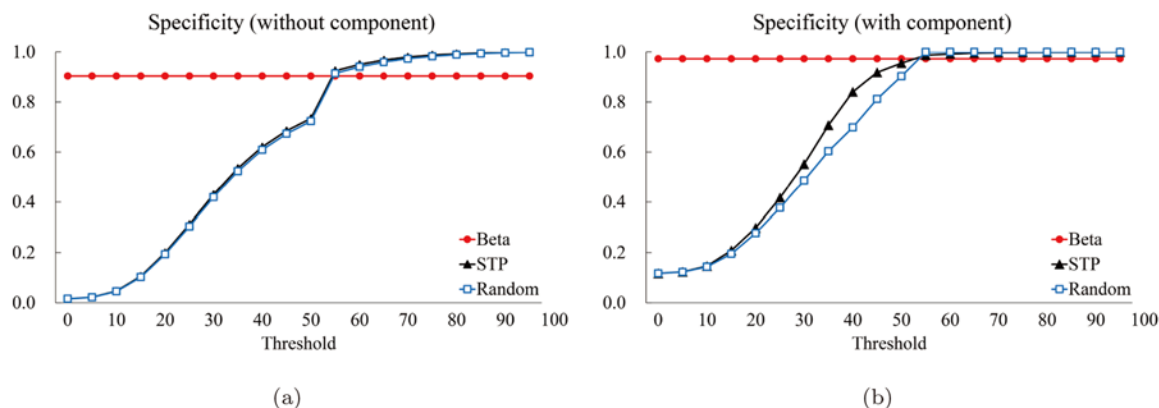 Specificity (without component)
1.0
0.8
0.6
0.4
0.2
0.0
Beta
STP
Random
0 10 20 30 40 50 60 70 80 90 100
Threshold
(a)
Specificity (with component)
1.0
0.8
0.6
0.4
0.2
0.0
Beta
STP
Random
0 10 20 30 40 50 60 70 80 90 100
Threshold
(b)